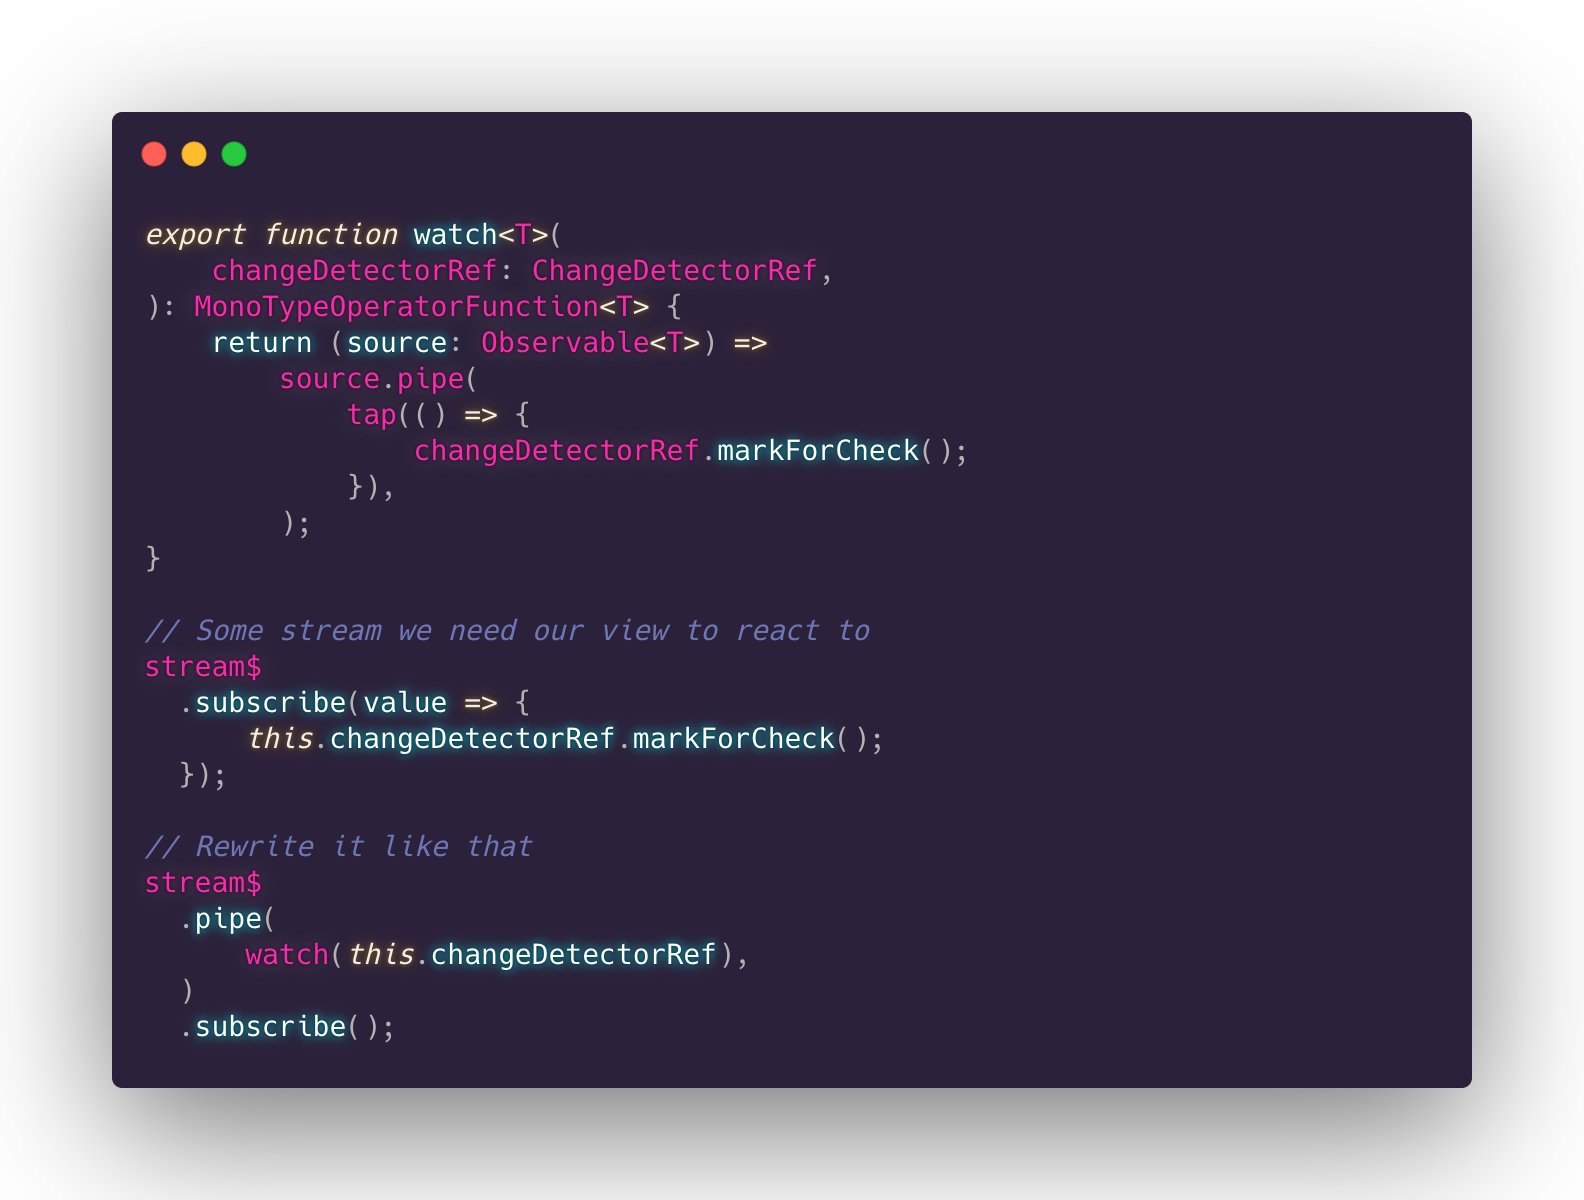 export function watch<T>(
    changeDetectorRef: ChangeDetectorRef,
): MonoTypeOperatorFunction<T> {
    return (source: Observable<T>) =>
        source.pipe(
            tap(() => {
                changeDetectorRef.markForCheck();
            }),
        );
}

// Some stream we need our view to react to
stream$
  .subscribe(value => {
      this.changeDetectorRef.markForCheck();
  });

// Rewrite it like that
stream$
  .pipe(
      watch(this.changeDetectorRef),
  )
  .subscribe();